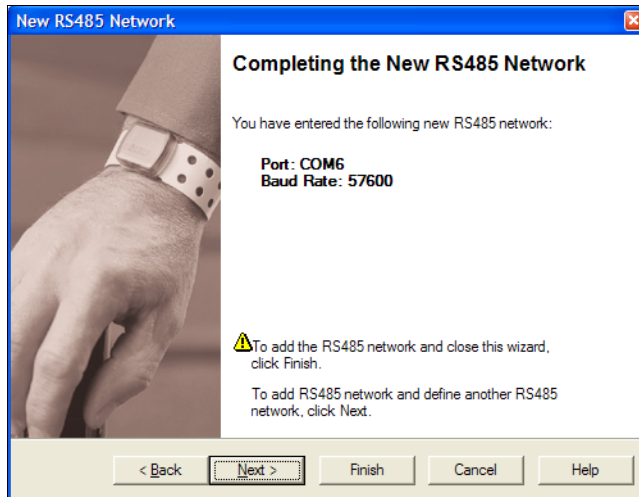 New RS485 Network
Completing the New RS485 Network
You have entered the following new RS485 network:
Port: COM6
Baud Rate: 57600
To add the RS485 network and close this wizard,
click Finish.
To add RS485 network and define another RS485
network, click Next.
< Back
Next >
Finish
Cancel
Help